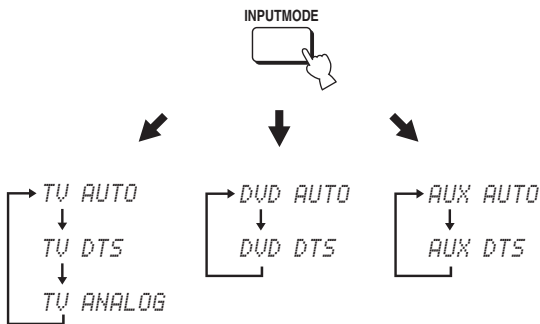 INPUTMODE
TV AUTO
TV DTS
TV ANALOG
DVD AUTO
DVD DTS
AUX AUTO
AUX DTS